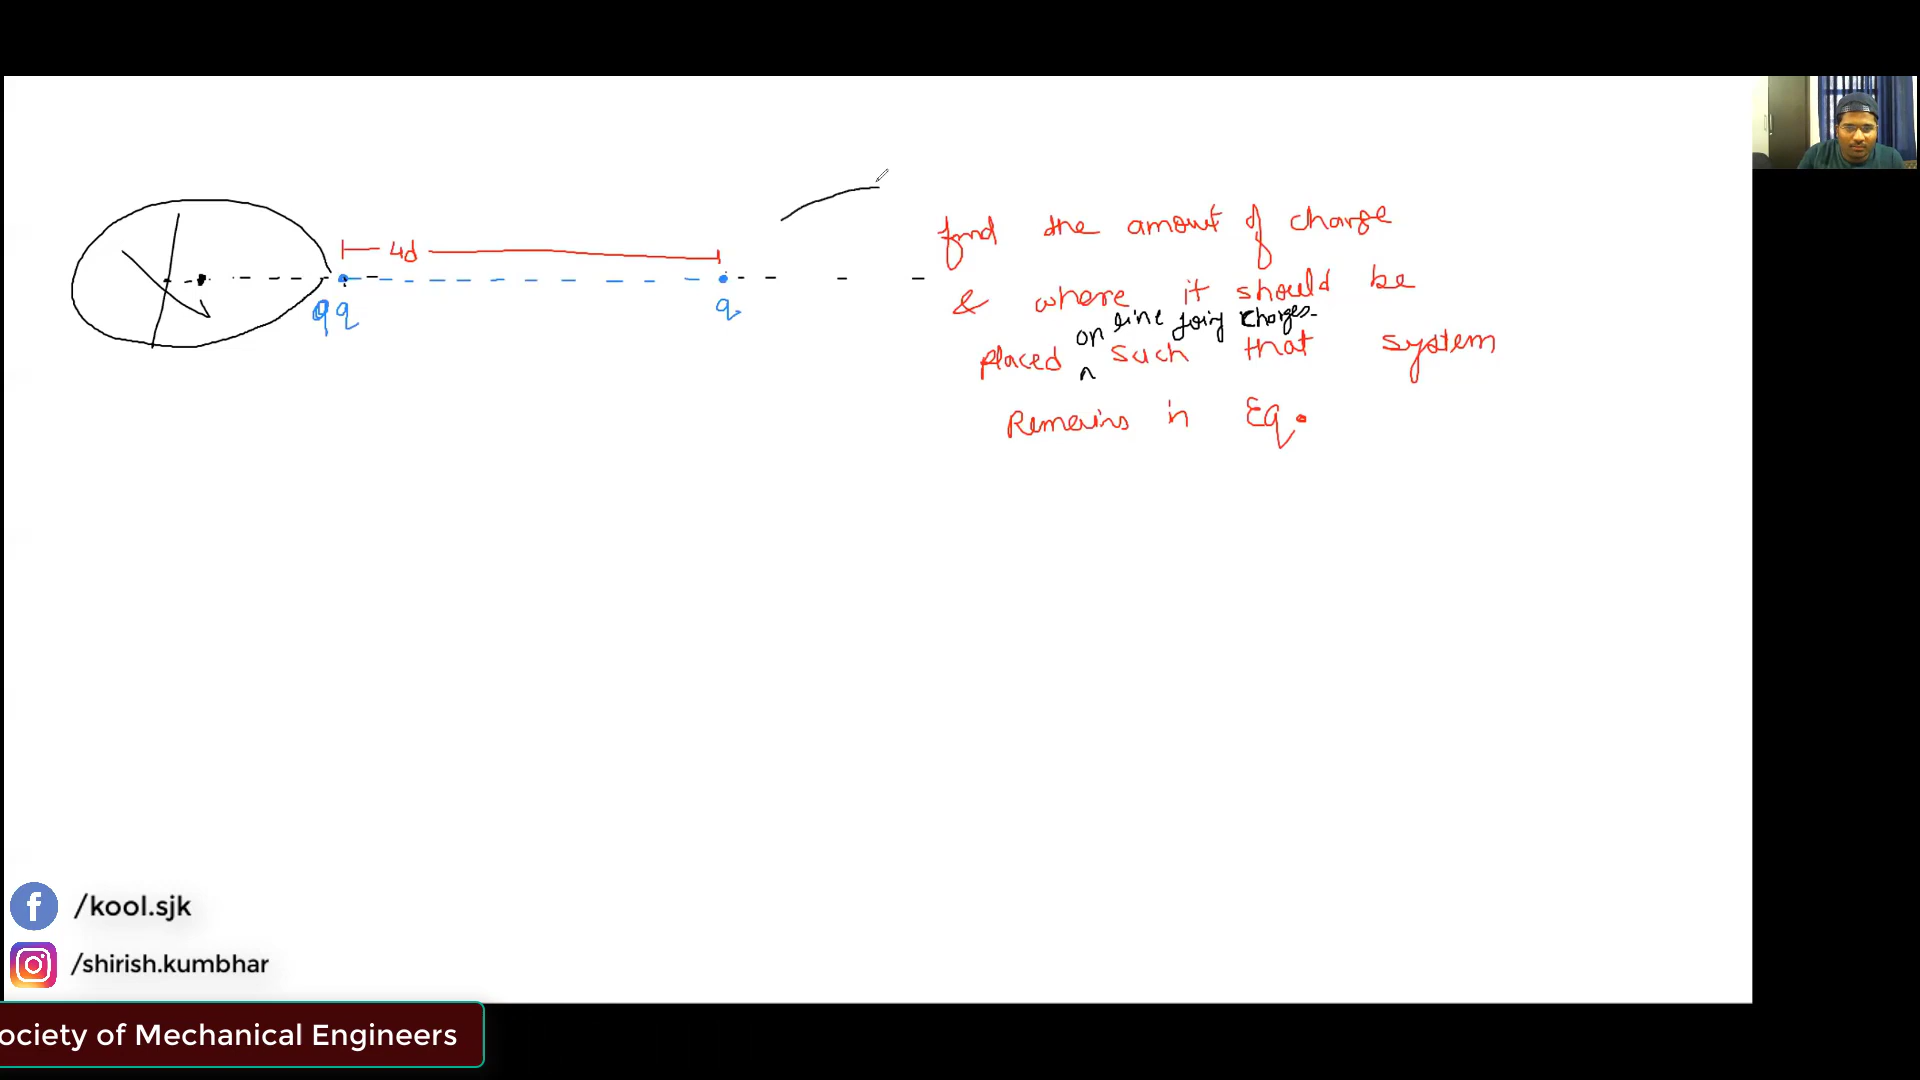 4d
9q
q
find the amount of charge
& where it should be
on line joing charges.
placed such that system
Remains in Eq.
/kool.sjk
/shirish.kumbhar
ociety of Mechanical Engineers